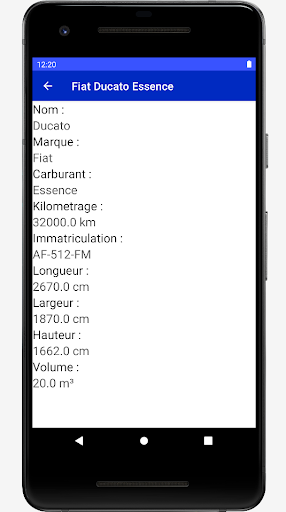 12:20
Fiat Ducato Essence
Nom :
Ducato
Marque :
Fiat
Carburant :
Essence
Kilometrage :
32000.0 km
Immatriculation :
AF-512-FM
Longueur :
2670.0 cm
Largeur :
1870.0 cm
Hauteur :
1662.0 cm
Volume :
20.0 m³